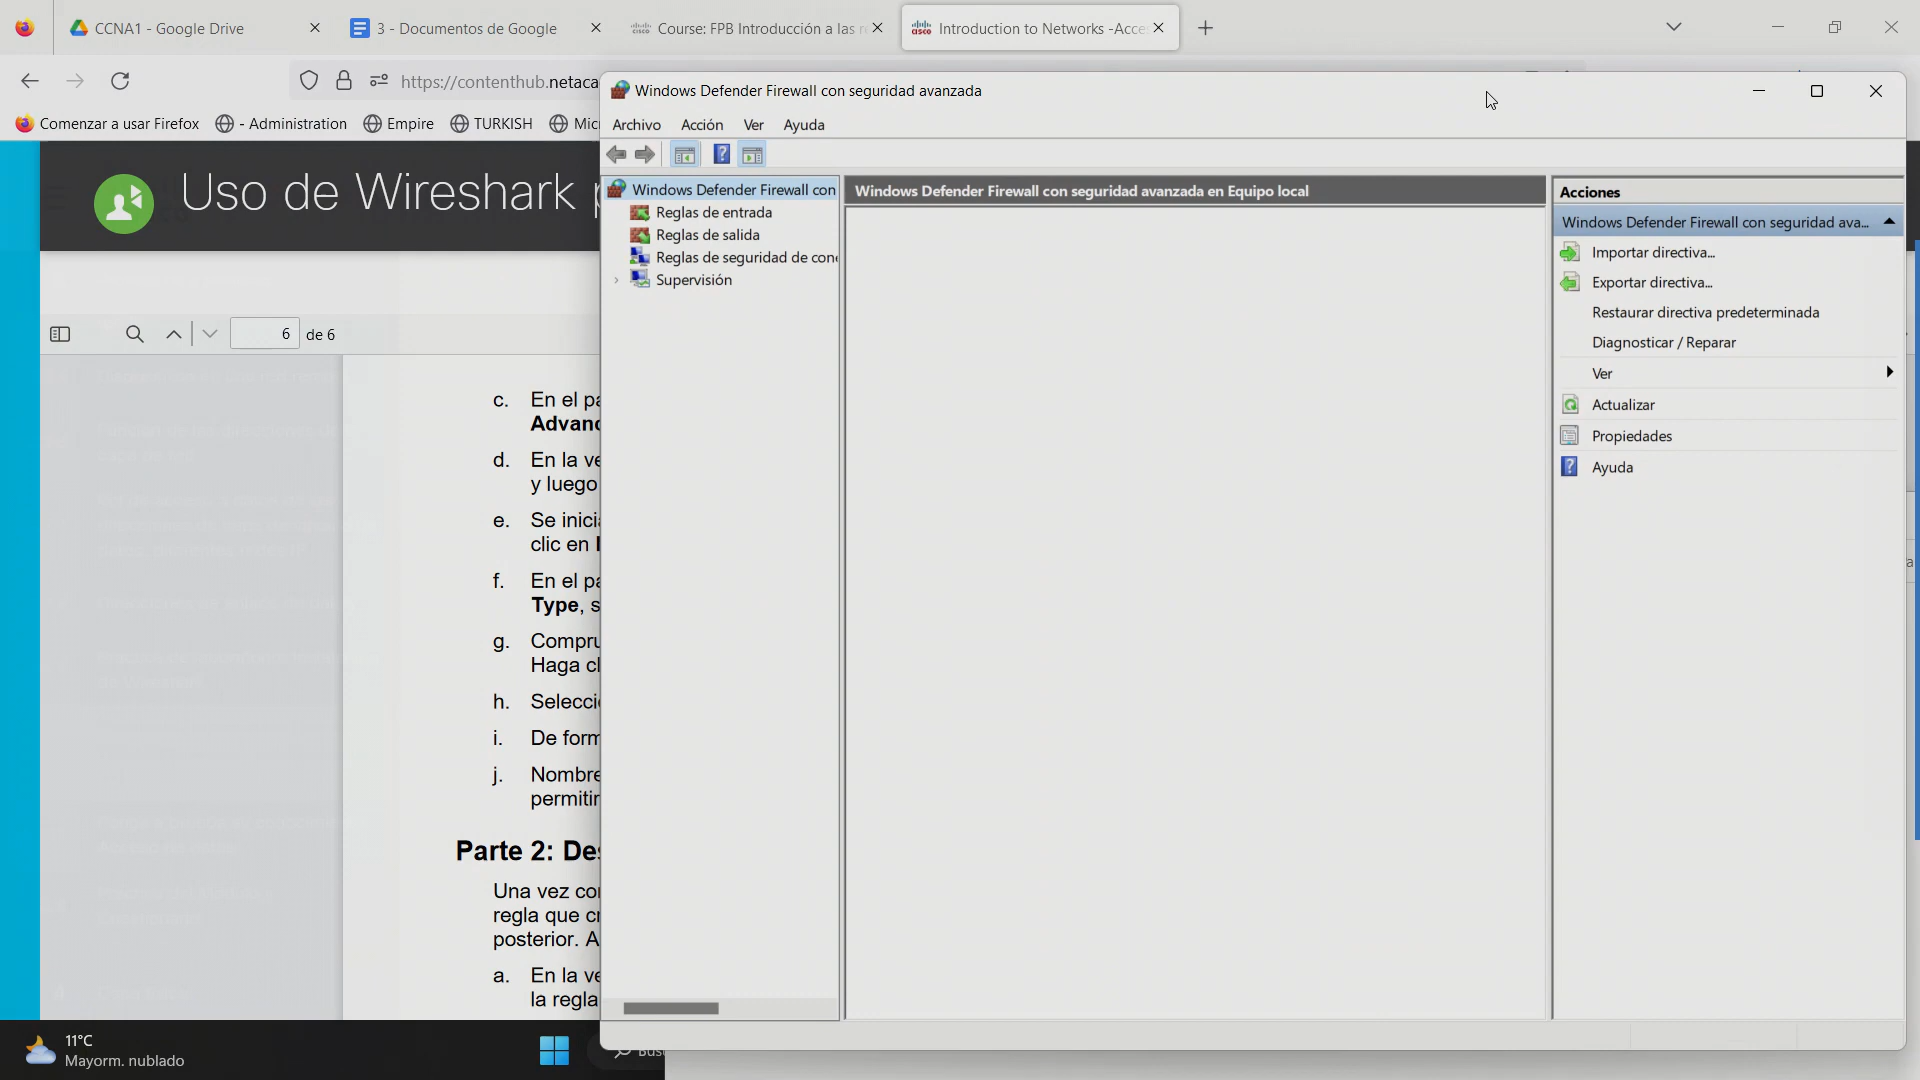 CCNA1 - Google Drive
3 - Documentos de Google
Course: FPB Introducción a las r
Introduction to Networks -Acce
https://contenthub.netaca
Windows Defender Firewall con seguridad avanzada
Comenzar a usar Firefox
- Administration
Empire
TURKISH
Mic
Archivo
Acción
Ver
Ayuda
Uso de Wireshark p
Windows Defender Firewall con
Reglas de entrada
Reglas de salida
Reglas de seguridad de con
Supervisión
Windows Defender Firewall con seguridad avanzada en Equipo local
Acciones
Windows Defender Firewall con seguridad ava...
Importar directiva...
Exportar directiva...
Restaurar directiva predeterminada
Diagnosticar / Reparar
Ver
Actualizar
Propiedades
Ayuda
6 de 6
c. En el pa
Advanc
d. En la ve
y luego
e. Se inicia
clic en I
f. En el pa
Type, s
g. Compru
Haga cl
h. Selecci
i. De form
j. Nombre
permitir
Parte 2: Des
Una vez co
regla que cr
posterior. A
a. En la ve
la regla
11°C
Mayorm. nublado
Bus